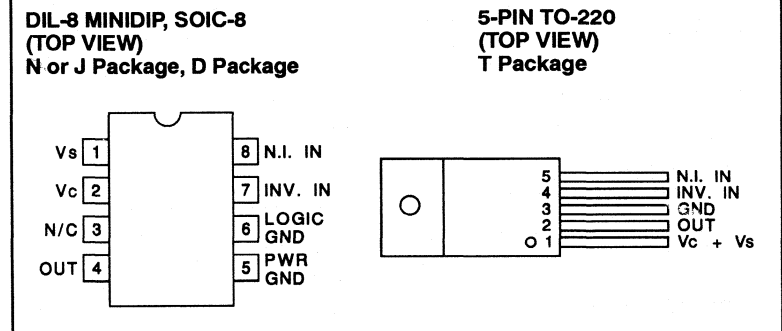 DIL-8 MINIDIP, SOIC-8
(TOP VIEW)
N or J Package, D Package
Vs 1
Vc 2
N/C 3
OUT 4
8 N.I. IN
7 INV. IN
6 LOGIC GND
5 PWR GND
5-PIN TO-220
(TOP VIEW)
T Package
5 N.I. IN
4 INV. IN
3 GND
2 OUT
1 Vc + Vs